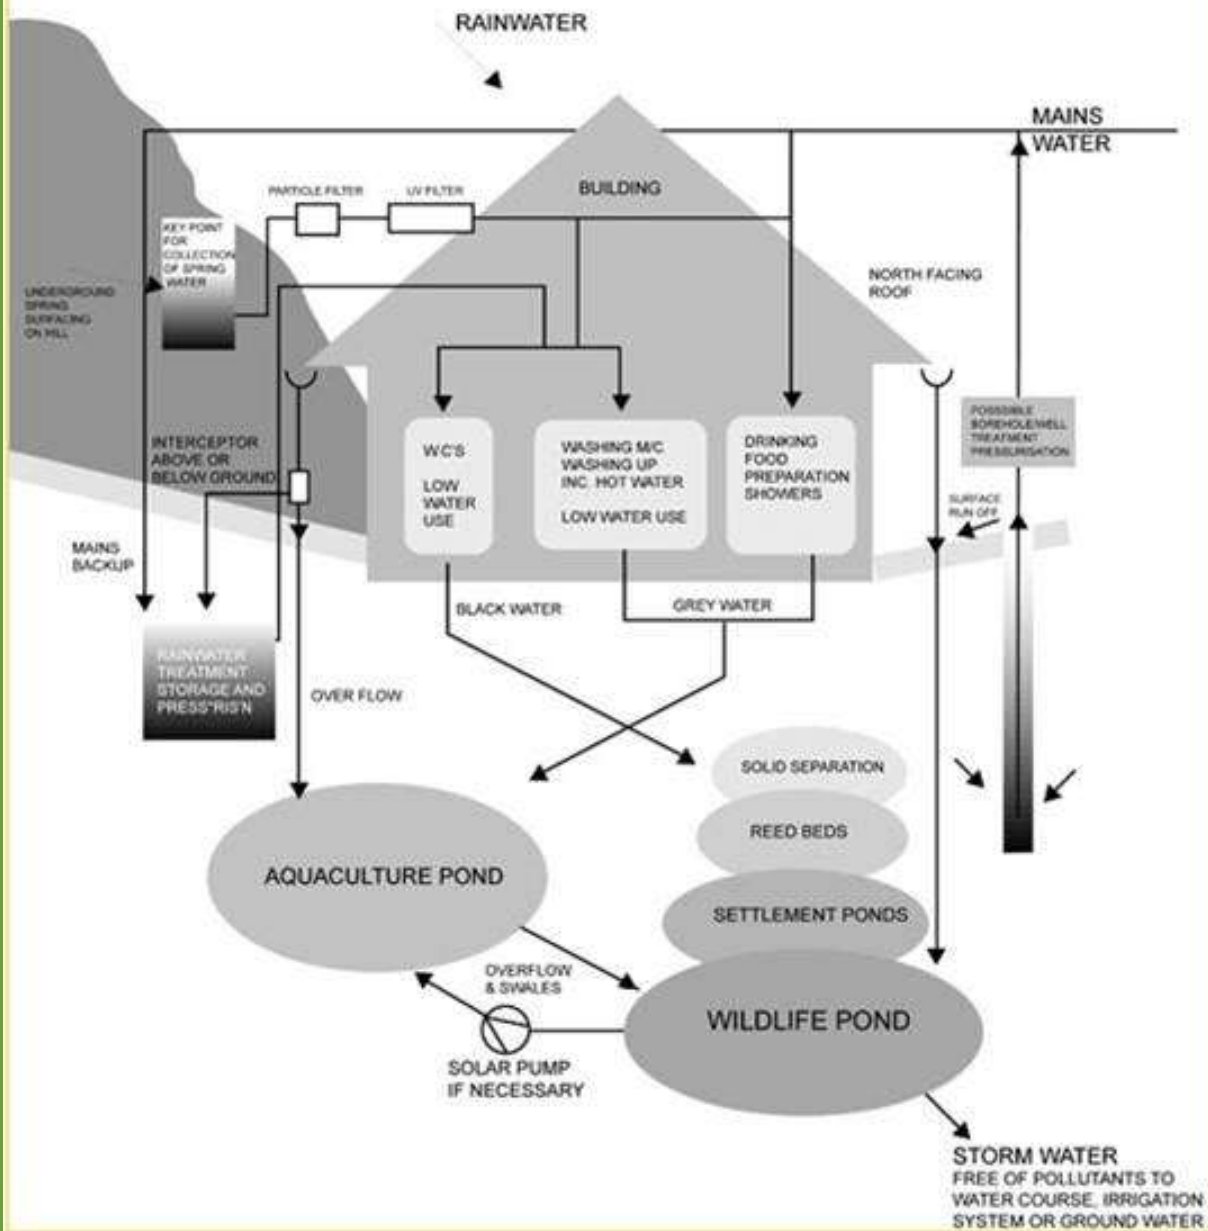 RAINWATER
MAINS
WATER
BUILDING
PARTICLE FILTER
UV FILTER
KEY POINT
FOR
COLLECTION
OF SPRING
WATER
UNDERGROUND
SPRING
SURFACING
ON HILL
NORTH FACING
ROOF
INTERCEPTOR
ABOVE OR
BELOW GROUND
W.C'S
LOW
WATER
USE
WASHING M/C
WASHING UP
INC. HOT WATER
LOW WATER USE
DRINKING
FOOD
PREPARATION
SHOWERS
POSSSIBLE
BOREHOLE/WELL
TREATMENT
PRESSURISATION
SURFACE
RUN OFF
MAINS
BACKUP
BLACK WATER
GREY WATER
RAINWATER
TREATMENT
STORAGE AND
PRESS"RIS'N
OVER FLOW
SOLID SEPARATION
REED BEDS
AQUACULTURE POND
SETTLEMENT PONDS
OVERFLOW
& SWALES
WILDLIFE POND
SOLAR PUMP
IF NECESSARY
STORM WATER
FREE OF POLLUTANTS TO
WATER COURSE, IRRIGATION
SYSTEM OR GROUND WATER